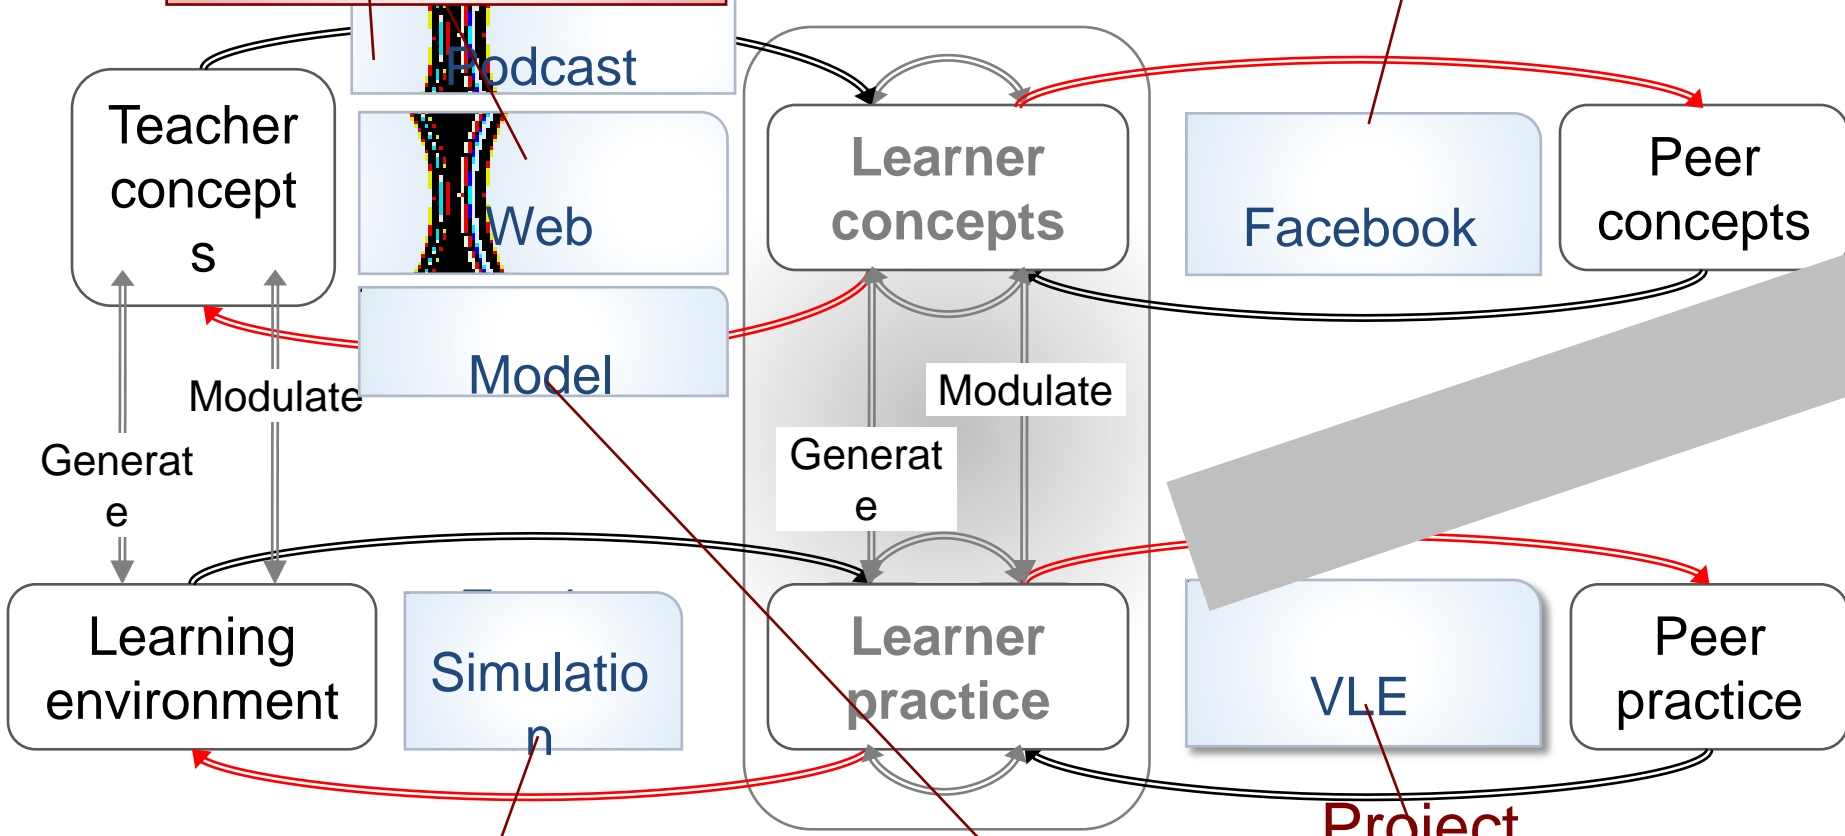 Podcast
Teacher
concept
s
Web
Learner
concepts
Facebook
Peer
concepts
Model
Modulate
Modulate
Generat
e
Generat
e
Learning
environment
Simulatio
n
Learner
practice
VLE
Peer
practice
Project